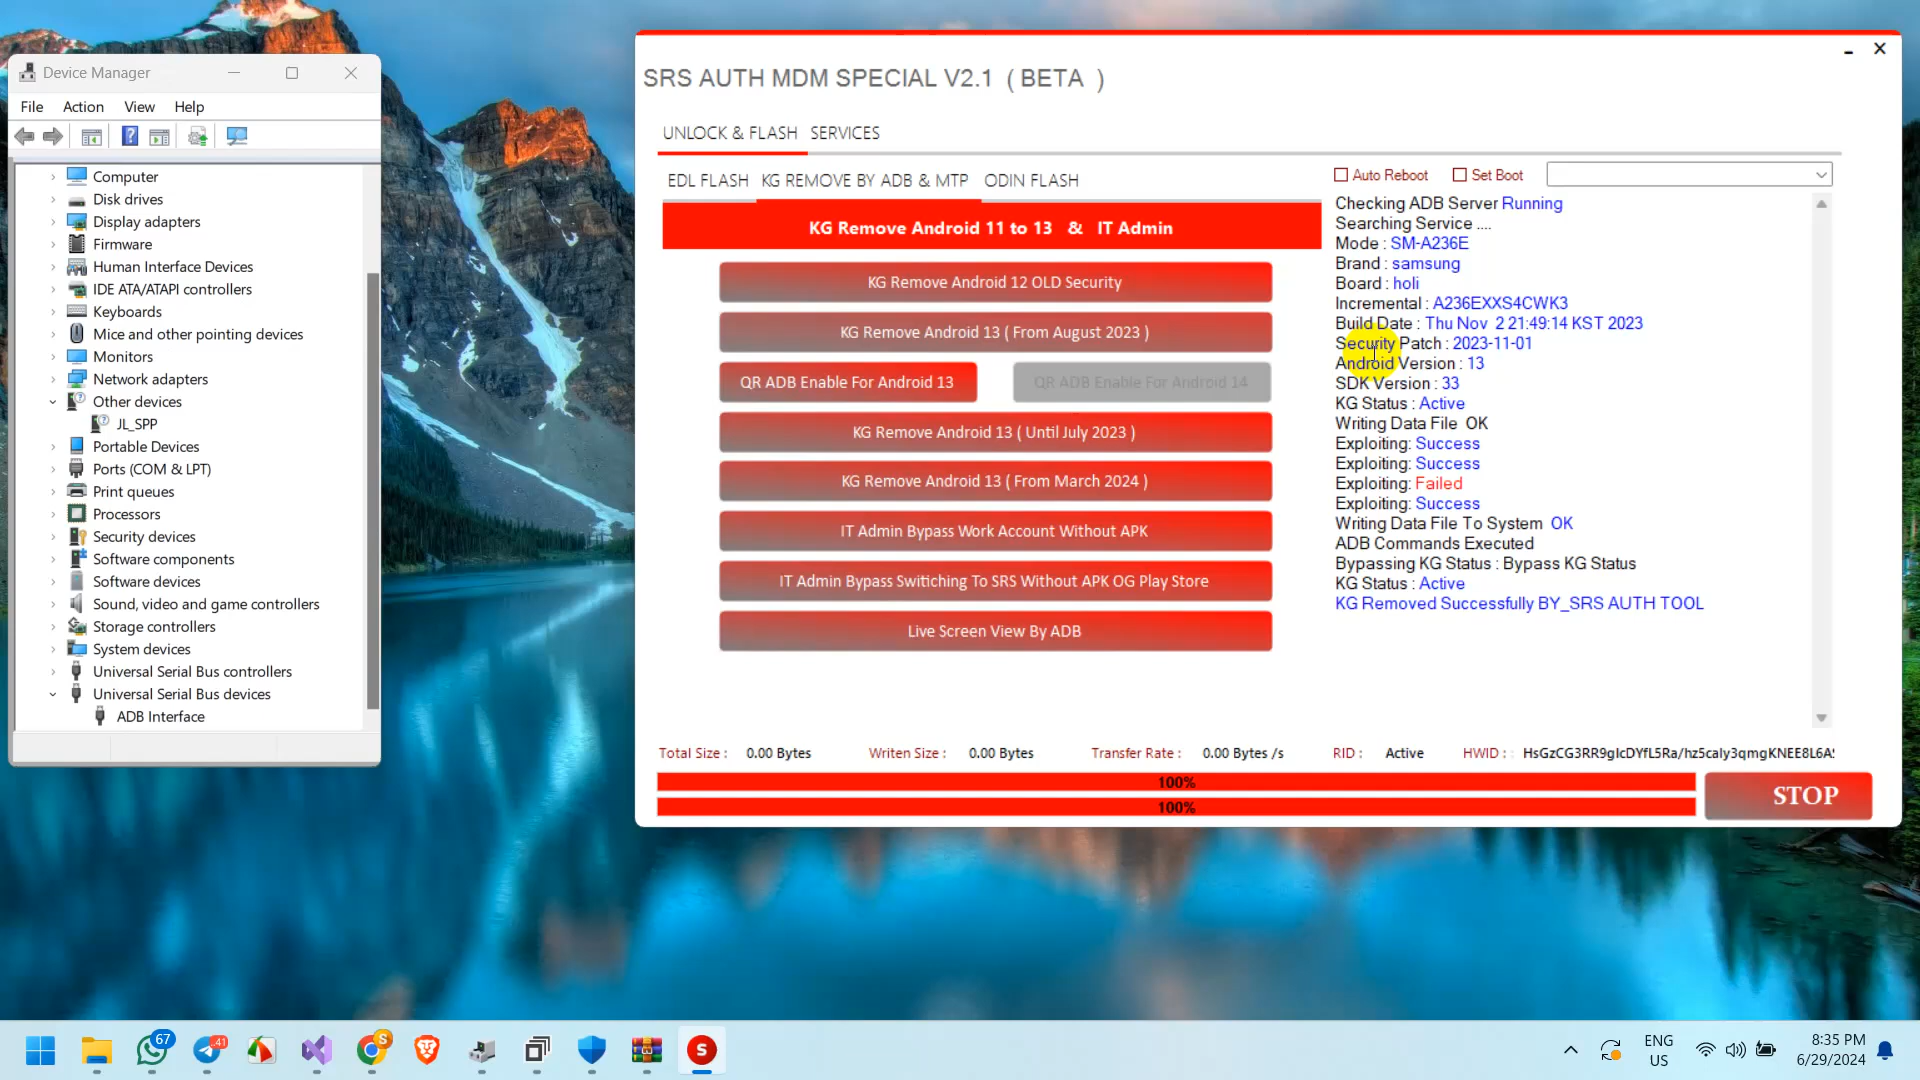 Device Manager
File Action View Help
Computer
Disk drives
Display adapters
Firmware
Human Interface Devices
IDE ATA/ATAPI controllers
Keyboards
Mice and other pointing devices
Monitors
Network adapters
Other devices
JL_SPP
Portable Devices
Ports (COM & LPT)
Print queues
Processors
Security devices
Software components
Software devices
Sound, video and game controllers
Storage controllers
System devices
Universal Serial Bus controllers
Universal Serial Bus devices
ADB Interface
SRS AUTH MDM SPECIAL V2.1 ( BETA )
UNLOCK & FLASH SERVICES
EDL FLASH KG REMOVE BY ADB & MTP ODIN FLASH
KG Remove Android 11 to 13 & IT Admin
KG Remove Android 12 OLD Security
KG Remove Android 13 ( From August 2023 )
QR ADB Enable For Android 13 QR ADB Enable For Android 14
KG Remove Android 13 ( Until July 2023 )
KG Remove Android 13 ( From March 2024 )
IT Admin Bypass Work Account Without APK
IT Admin Bypass Switiching To SRS Without APK OG Play Store
Live Screen View By ADB
Auto Reboot Set Boot
Checking ADB Server Running
Searching Service ....
Mode : SM-A236E
Brand : samsung
Board : holi
Incremental : A236EXXS4CWK3
Build Date : Thu Nov 2 21:49:14 KST 2023
Security Patch : 2023-11-01
Android Version : 13
SDK Version : 33
KG Status : Active
Writing Data File OK
Exploiting: Success
Exploiting: Success
Exploiting: Failed
Exploiting: Success
Writing Data File To System OK
ADB Commands Executed
Bypassing KG Status : Bypass KG Status
KG Status : Active
KG Removed Successfully BY_SRS AUTH TOOL
Total Size : 0.00 Bytes Writen Size : 0.00 Bytes Transfer Rate : 0.00 Bytes /s RID : Active HWID :
100%
100%
STOP
67
.41
S
S
ENG
US
8:35 PM
6/29/2024